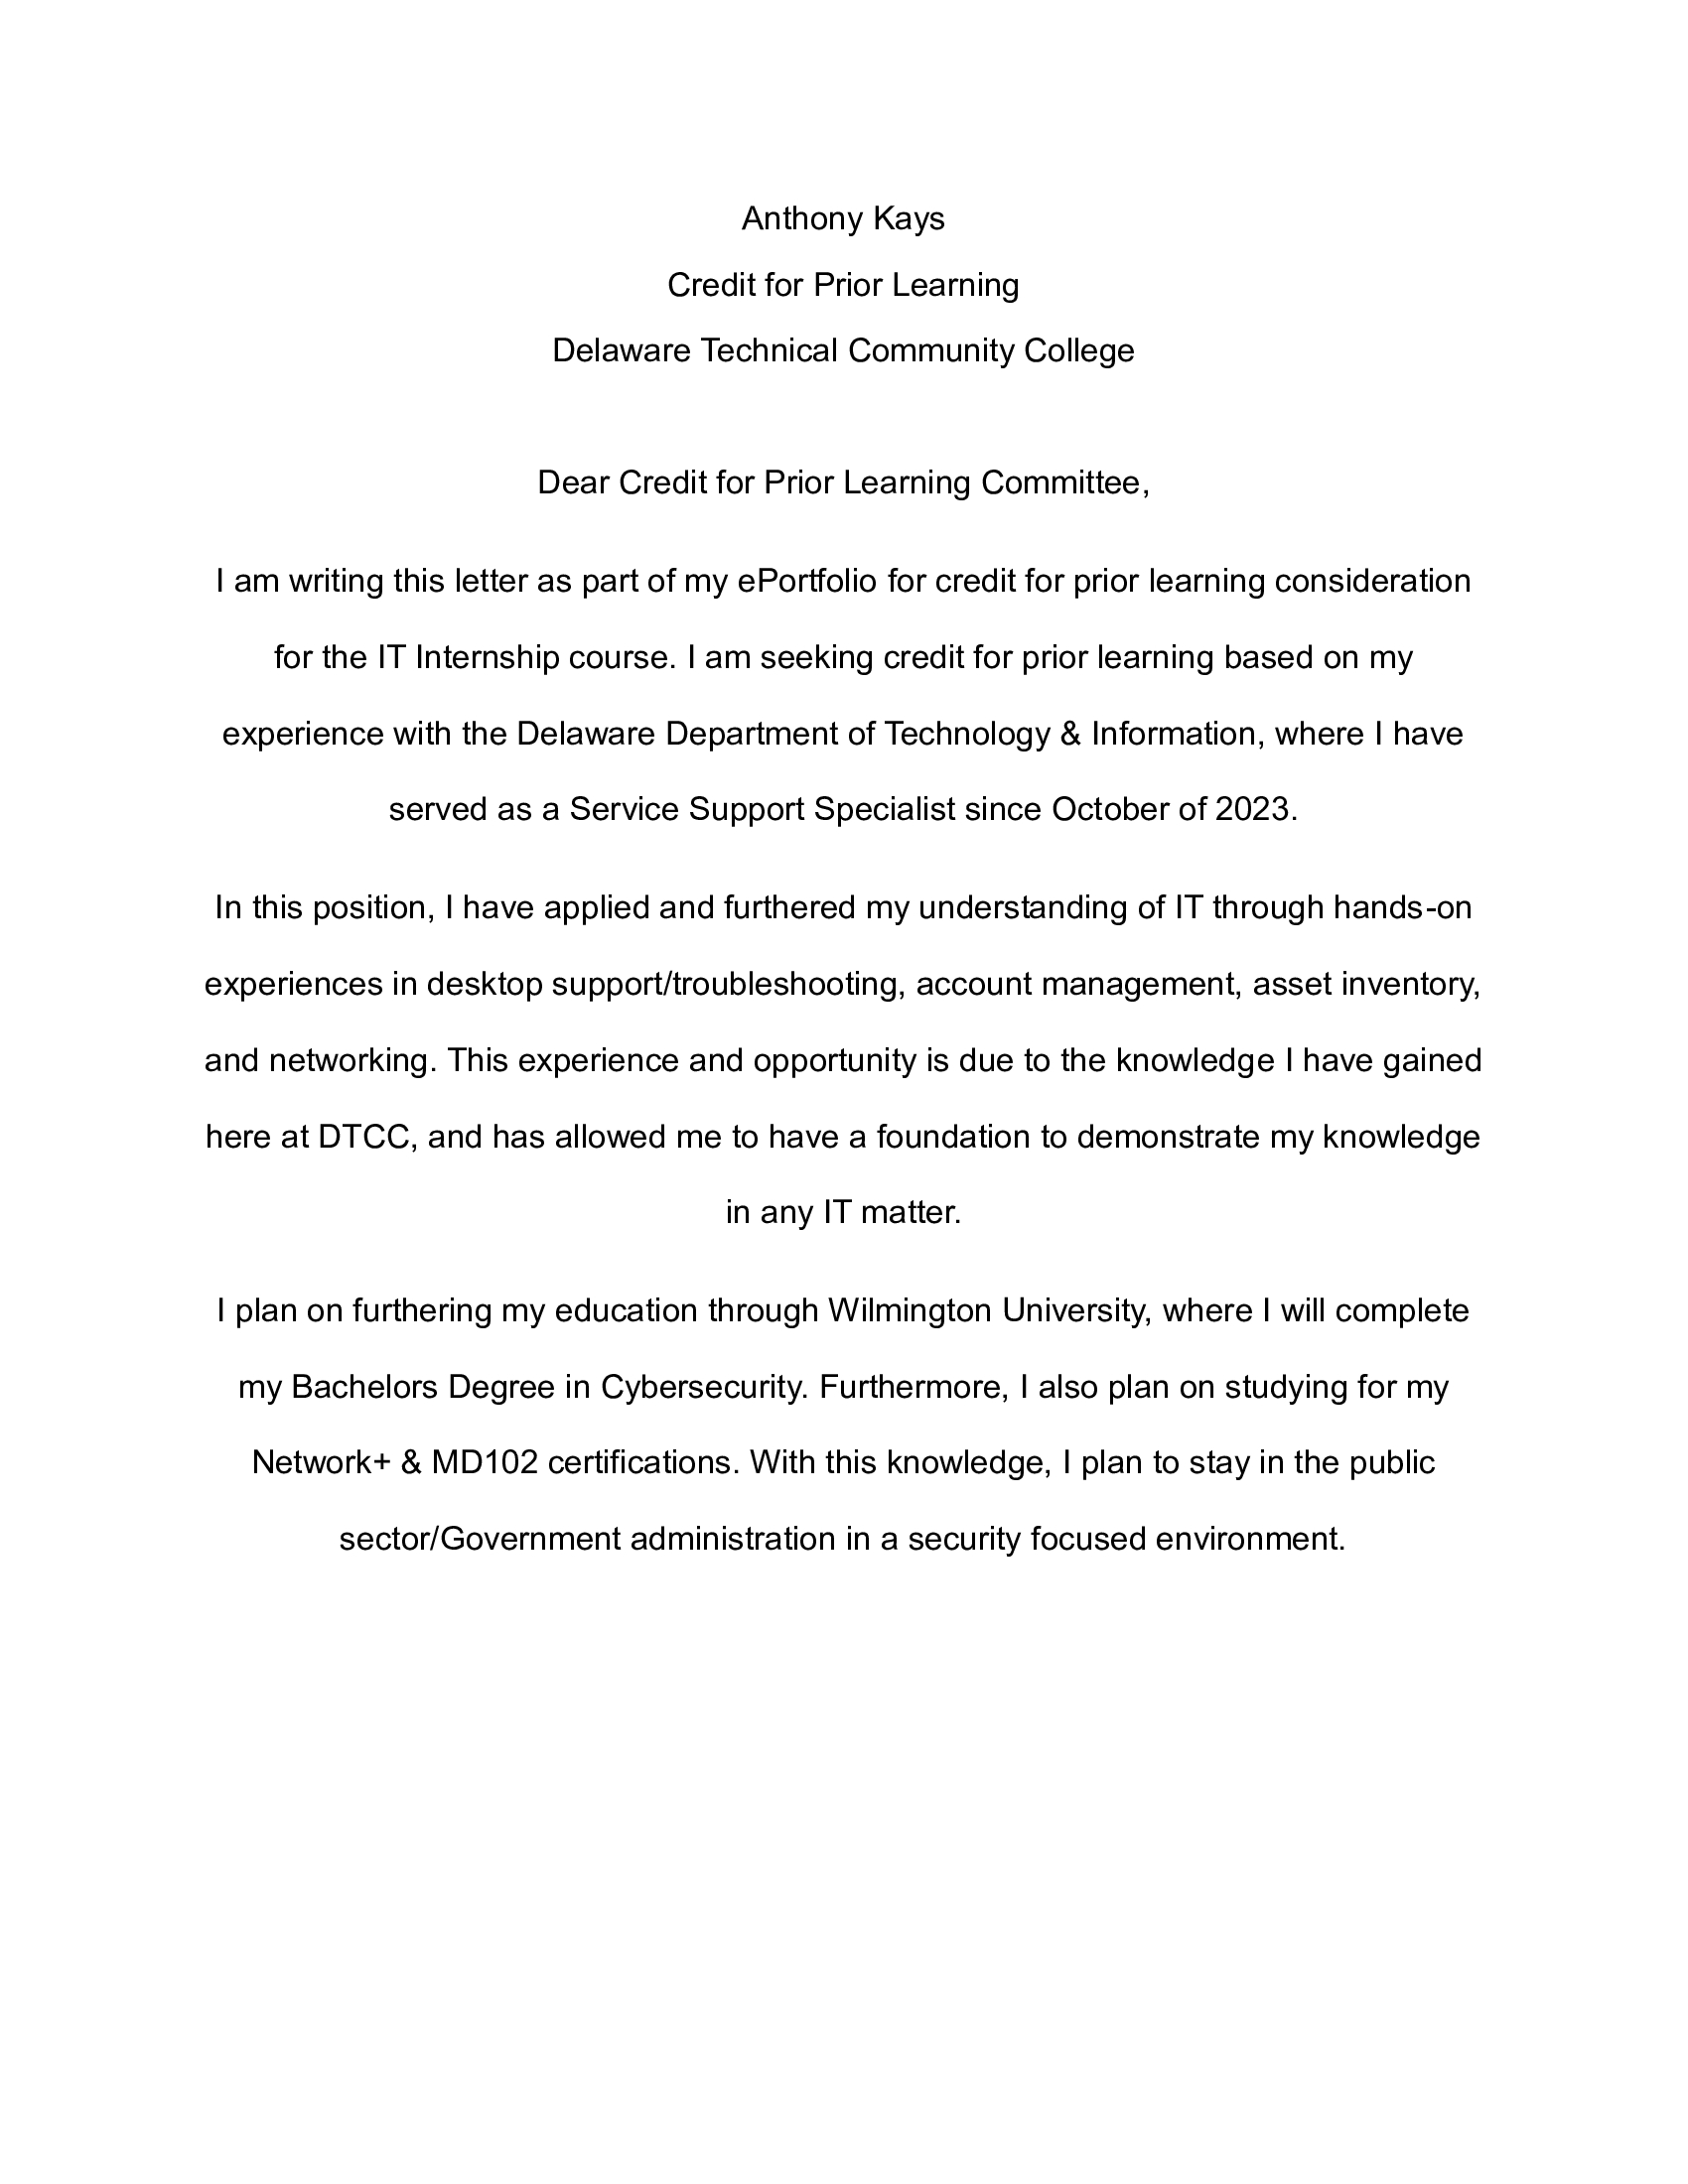 Anthony Kays
Credit for Prior Learning
Delaware Technical Community College
Dear Credit for Prior Learning Committee,
I am writing this letter as part of my ePortfolio for credit for prior learning consideration
for the IT Internship course. I am seeking credit for prior learning based on my
experience with the Delaware Department of Technology & Information, where I have
served as a Service Support Specialist since October of 2023.
In this position, I have applied and furthered my understanding of IT through hands-on
experiences in desktop support/troubleshooting, account management, asset inventory,
and networking. This experience and opportunity is due to the knowledge I have gained
here at DTCC, and has allowed me to have a foundation to demonstrate my knowledge
in any IT matter.
I plan on furthering my education through Wilmington University, where I will complete
my Bachelors Degree in Cybersecurity. Furthermore, I also plan on studying for my
Network+ & MD102 certifications. With this knowledge, I plan to stay in the public
sector/Government administration in a security focused environment.